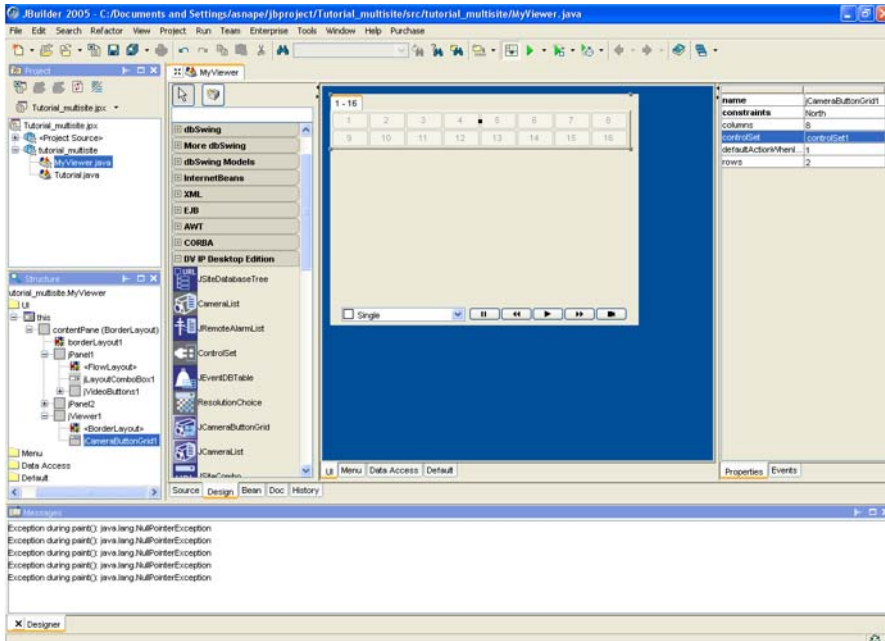 JBuilder 2005 - C:/Documents and Settings/asnape/jbproject/Tutorial_multisite/src/tutorial_multisite/MyViewer.java
File Edit Search Refactor View Project Run Team Enterprise Tools Window Help Purchase
Project
MyViewer
Tutorial_multisite.jpx
Tutorial_multisite.jpx
<Project Source>
tutorial_multisite
MyViewer.java
Tutorial.java
dbSwing
More dbSwing
dbSwing Models
InternetBeans
XML
EJB
AWT
CORBA
DV IP Desktop Edition
URL
JSiteDatabaseTree
CameraList
JRemoteAlarmList
ControlSet
JEventDBTable
ResolutionChoice
JCameraButtonGrid
JCameraList
JSiteCombo
1 - 16
1 2 3 4 5 6 7 8
9 10 11 12 13 14 15 16
Single
name jCameraButtonGrid1
constraints North
columns 8
controlSet controlSet1
defaultActionWhenI... 1
rows 2
Structure
utorial_multisite.MyViewer
UI
this
contentPane (BorderLayout)
borderLayout1
jPanel1
<FlowLayout>
jLayoutComboBox1
jVideoButtons1
jPanel2
jViewer1
<BorderLayout>
jCameraButtonGrid1
Menu
Data Access
Default
UI Menu Data Access Default
Properties Events
Source Design Bean Doc History
Messages
Exception during paint(): java.lang.NullPointerException
Exception during paint(): java.lang.NullPointerException
Exception during paint(): java.lang.NullPointerException
Exception during paint(): java.lang.NullPointerException
Exception during paint(): java.lang.NullPointerException
Designer